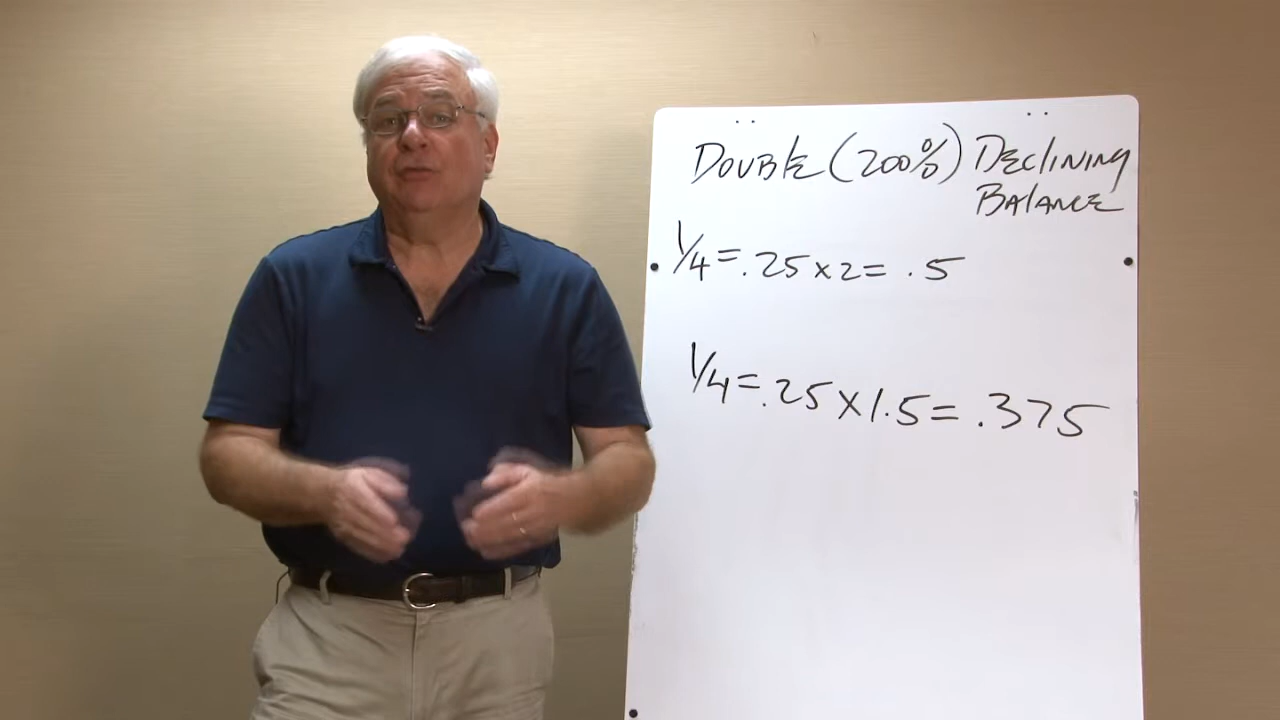 DOUBLE (200%) DECLINING
BALANCE
1/4 = .25 x 2 = .5
1/4 = .25 x 1.5 = .375